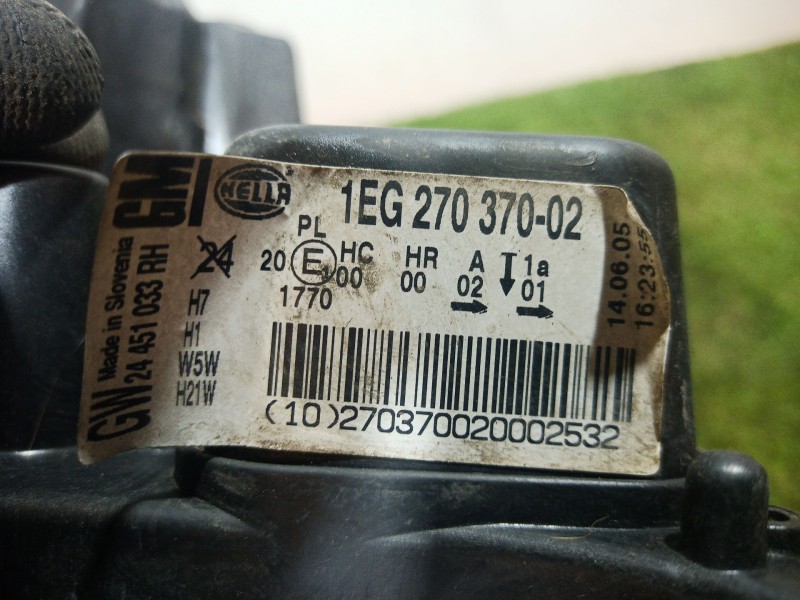 GM
GW
Made in Slovenia
24 451 033 RH
HELLA
1EG 270 370-02
PL
20 E HC HR A 1a
00 00 02 01
1770
H7
H1
W5W
H21W
14.06.05
16:23:55
(10)270370020002532